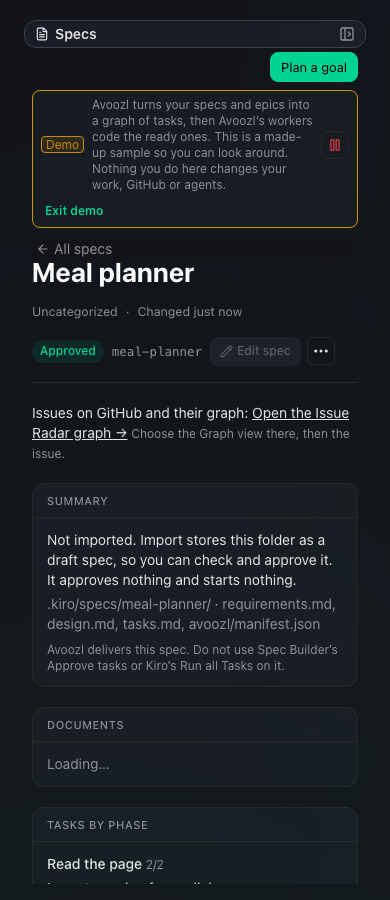 Specs
Plan a goal
Avoozl turns your specs and epics into
a graph of tasks, then Avoozl's workers
code the ready ones. This is a made-
Demo
up sample so you can look around.
Nothing you do here changes your
work, GitHub or agents.
Exit demo
← All specs
Meal planner
Uncategorized · Changed just now
Approved meal-planner Edit spec
Issues on GitHub and their graph: Open the Issue
Radar graph → Choose the Graph view there, then the
issue.
SUMMARY
Not imported. Import stores this folder as a
draft spec, so you can check and approve it.
It approves nothing and starts nothing.
.kiro/specs/meal-planner/ · requirements.md,
design.md, tasks.md, avoozl/manifest.json
Avoozl delivers this spec. Do not use Spec Builder's
Approve tasks or Kiro's Run all Tasks on it.
DOCUMENTS
Loading…
TASKS BY PHASE
Read the page 2/2